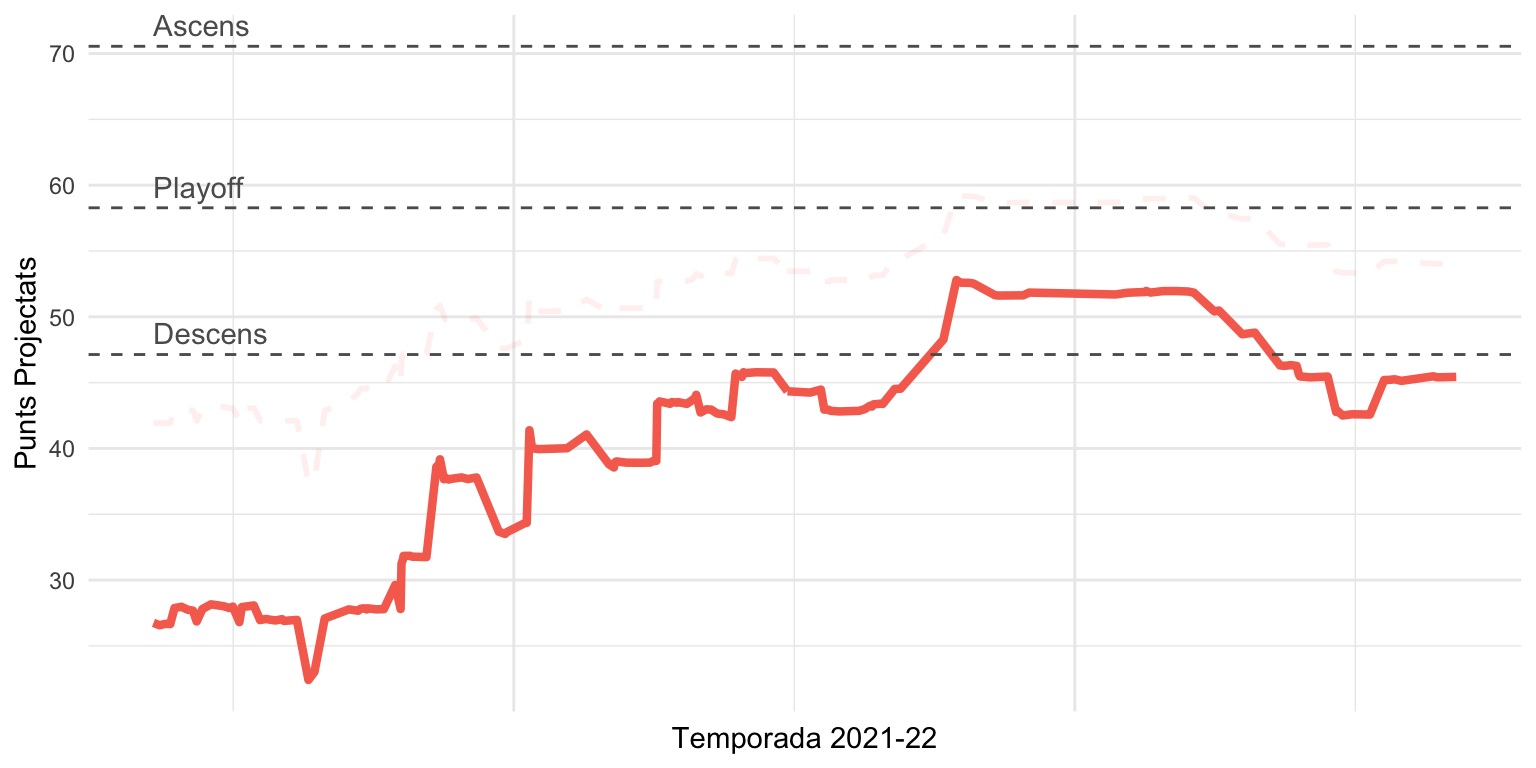 Ascens
70
Playoff
60
50
Descens
40
30
Punts Projectats
Temporada 2021-22